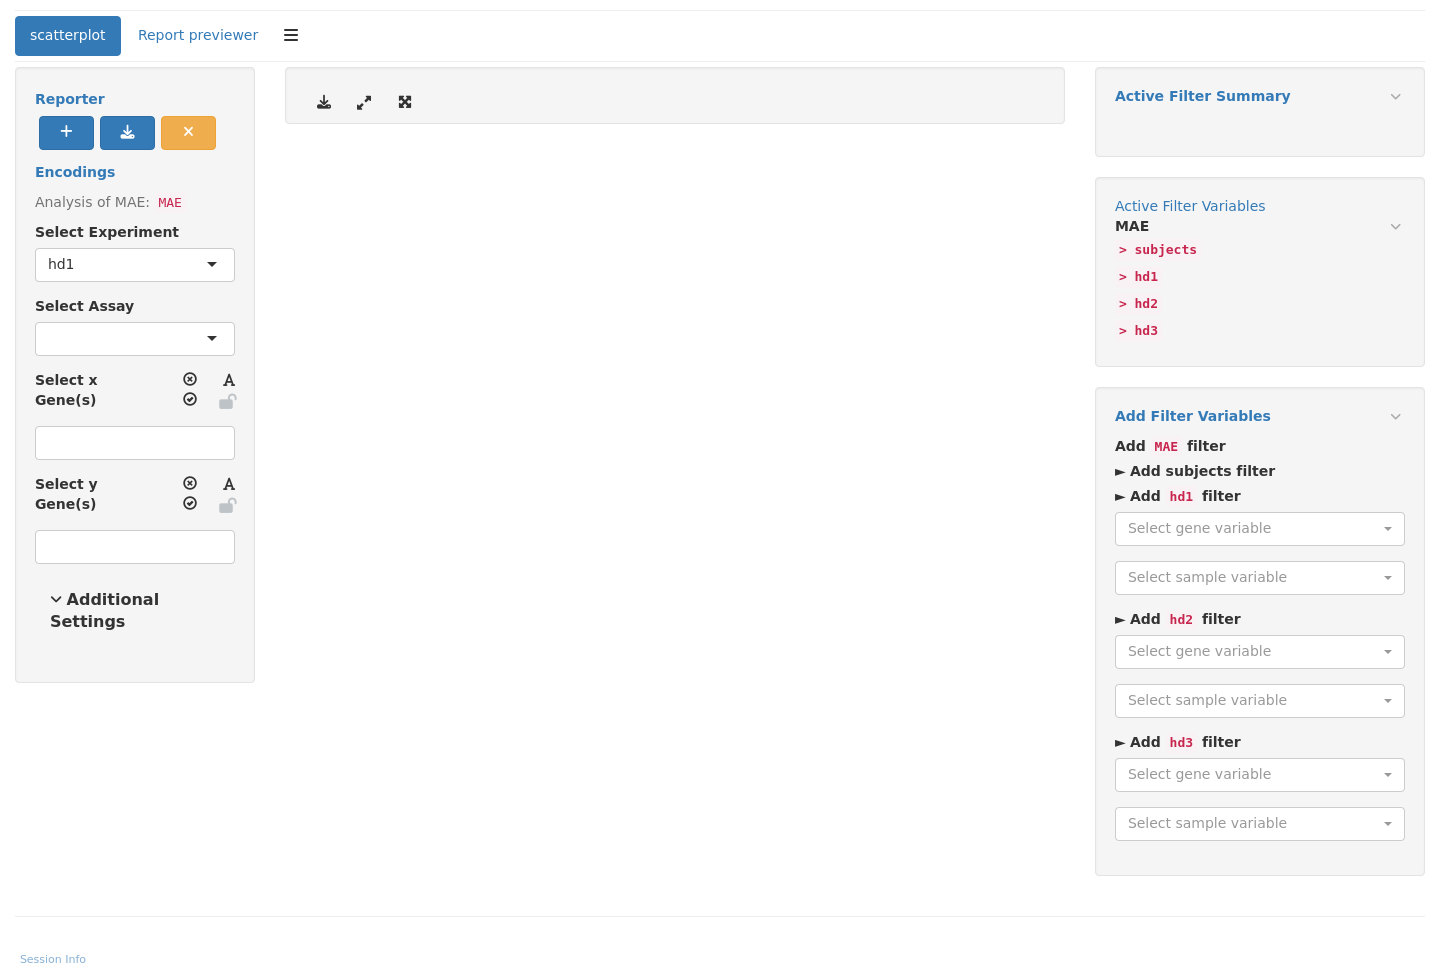 scatterplot
Report previewer
Reporter
Encodings
Analysis of MAE: MAE
Select Experiment
hd1
Select Assay
Select x
Gene(s)
Select y
Gene(s)
Additional
Settings
Active Filter Summary
Active Filter Variables
MAE
> subjects
> hd1
> hd2
> hd3
Add Filter Variables
Add MAE filter
► Add subjects filter
► Add hd1 filter
Select gene variable
Select sample variable
► Add hd2 filter
Select gene variable
Select sample variable
► Add hd3 filter
Select gene variable
Select sample variable
Session Info